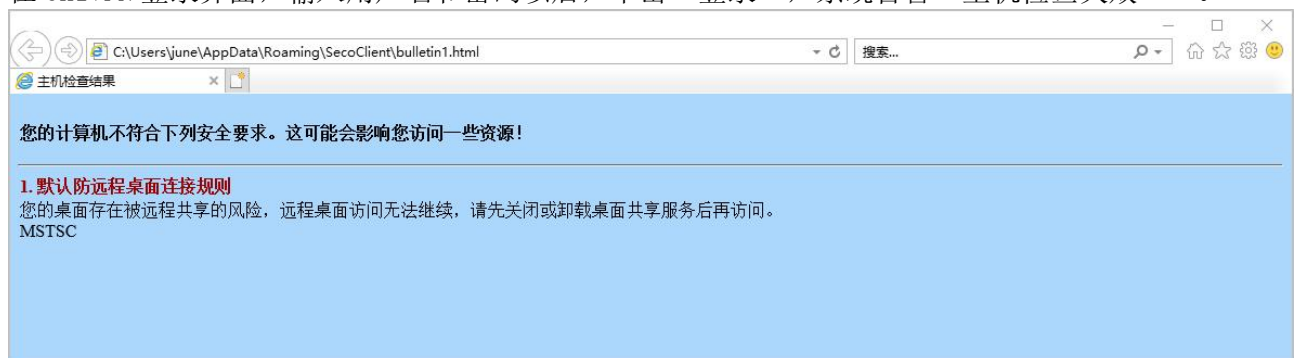 C:\Users\june\AppData\Roaming\SecoClient\bulletin1.html
搜索...
主机检查结果
您的计算机不符合下列安全要求。这可能会影响您访问一些资源！
1. 默认防远程桌面连接规则
您的桌面存在被远程共享的风险，远程桌面访问无法继续，请先关闭或卸载桌面共享服务后再访问。
MSTSC